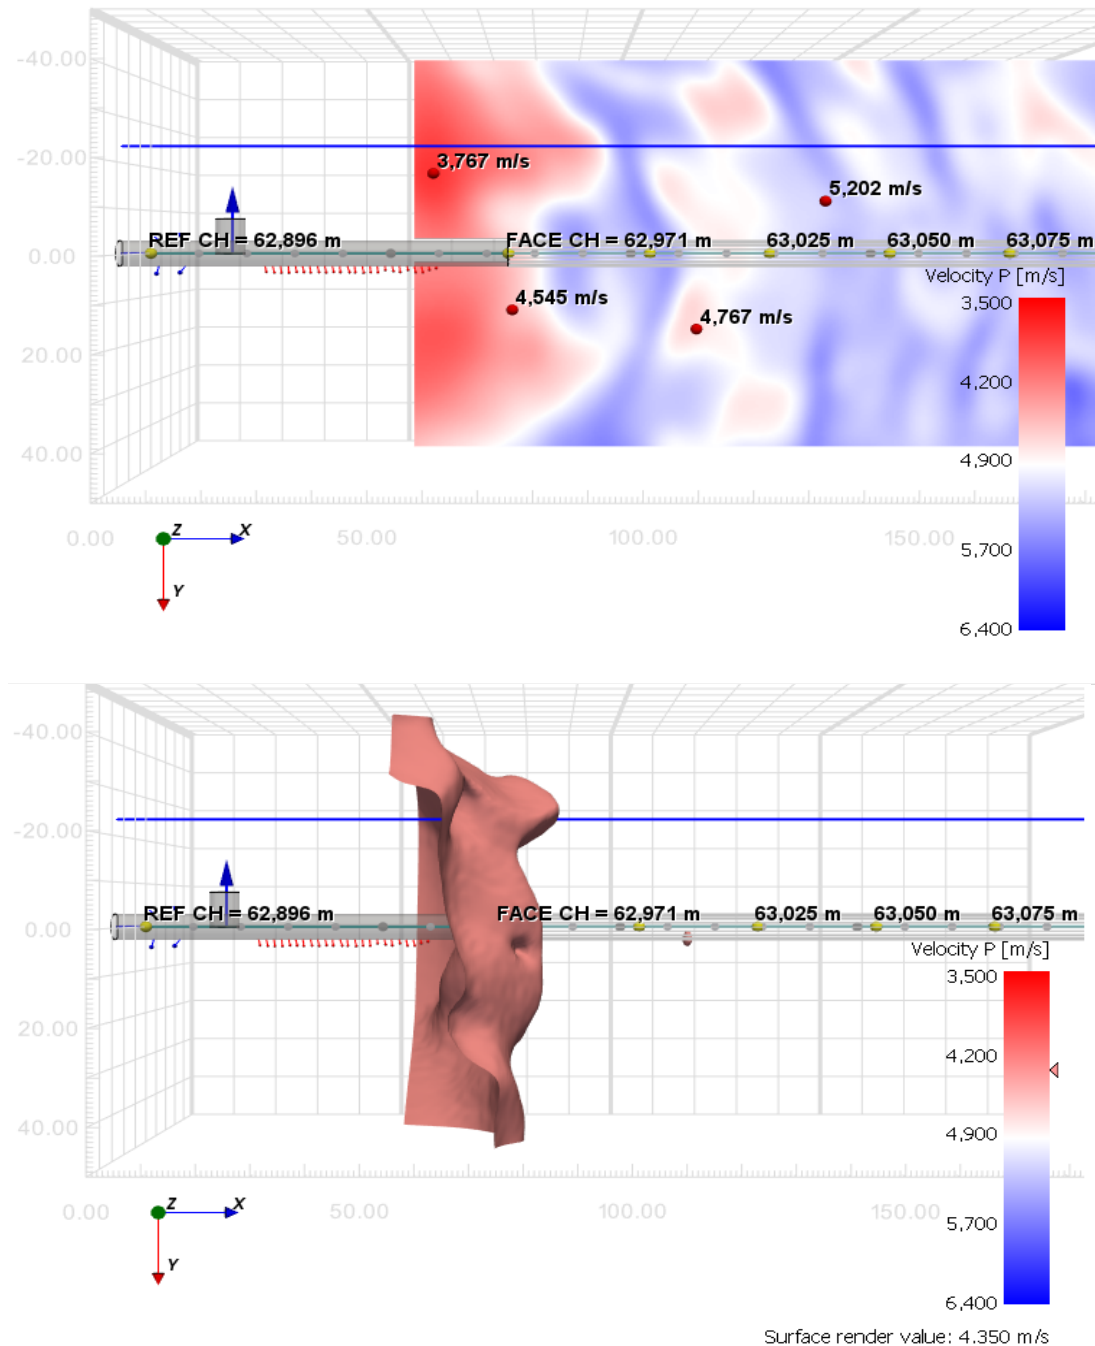 -40.00
-20.00
3,767 m/s
5,202 m/s
REF CH = 62,896 m
FACE CH = 62,971 m
63,025 m
63,050 m
63,075 m
0.00
Velocity P [m/s]
3,500
4,545 m/s
4,767 m/s
20.00
4,200
40.00
4,900
Z
X
0.00
50.00
100.00
150.00
5,700
Y
6,400
-40.00
-20.00
REF CH = 62,896 m
FACE CH = 62,971 m
63,025 m
63,050 m
63,075 m
0.00
Velocity P [m/s]
3,500
20.00
4,200
40.00
4,900
Z
X
0.00
50.00
100.00
150.00
5,700
Y
6,400
Surface render value: 4.350 m/s